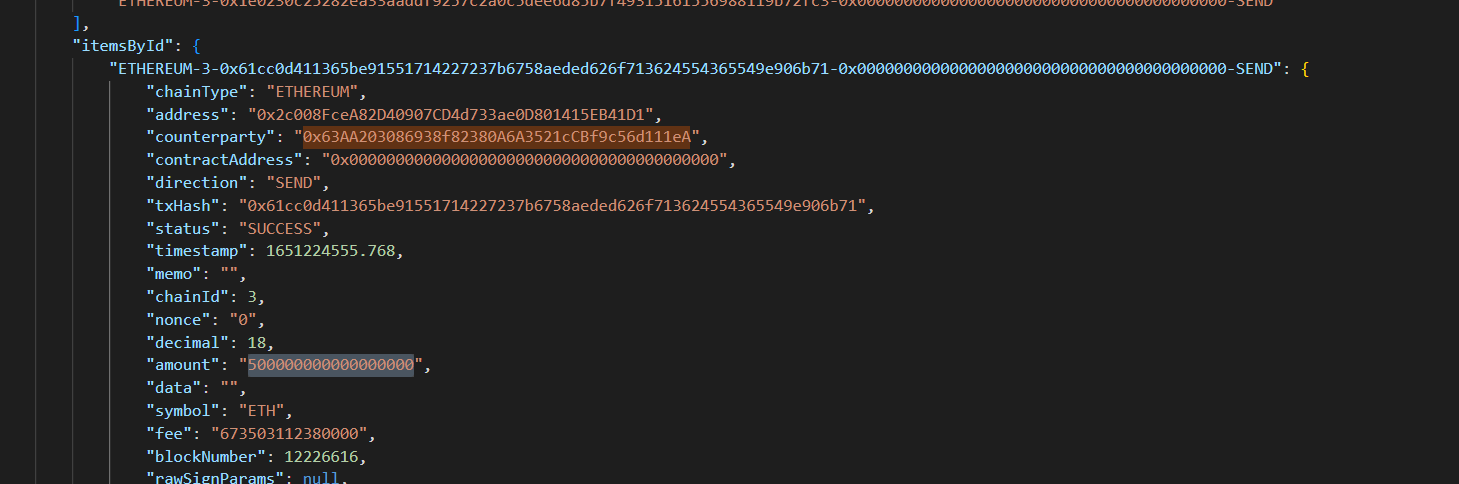 ],
"itemsById": {
"ETHEREUM-3-0x61cc0d411365be91551714227237b6758aeded626f713624554365549e906b71-0x0000000000000000000000000000000000000000-SEND": {
"chainType": "ETHEREUM",
"address": "0x2c008FceA82D40907CD4d733ae0D801415EB41D1",
"counterparty": "0x63AA203086938f82380A6A3521cCBf9c56d111eA",
"contractAddress": "0x0000000000000000000000000000000000000000",
"direction": "SEND",
"txHash": "0x61cc0d411365be91551714227237b6758aeded626f713624554365549e906b71",
"status": "SUCCESS",
"timestamp": 1651224555.768,
"memo": "",
"chainId": 3,
"nonce": "0",
"decimal": 18,
"amount": "500000000000000000",
"data": "",
"symbol": "ETH",
"fee": "673503112380000",
"blockNumber": 12226616,
"rawSignParams": null,